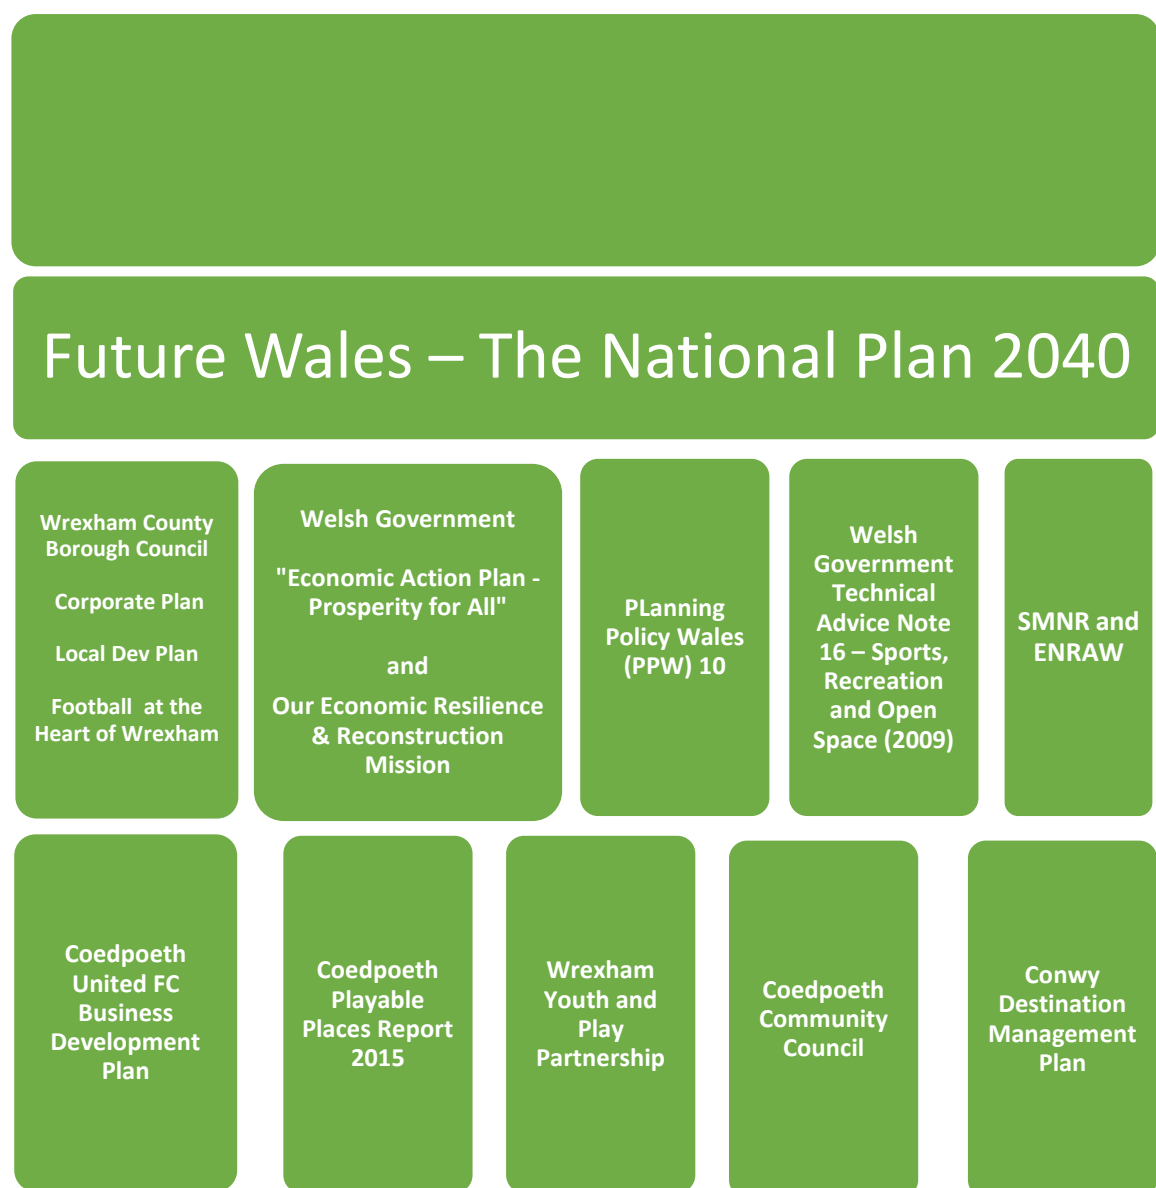 Future Wales – The National Plan 2040
Wrexham County
Borough Council
Corporate Plan
Local Dev Plan
Football at the
Heart of Wrexham
Welsh Government
"Economic Action Plan -
Prosperity for All"
and
Our Economic Resilience
& Reconstruction
Mission
PLanning
Policy Wales
(PPW) 10
Welsh
Government
Technical
Advice Note
16 – Sports,
Recreation
and Open
Space (2009)
SMNR and
ENRAW
Coedpoeth
United FC
Business
Development
Plan
Coedpoeth
Playable
Places Report
2015
Wrexham
Youth and
Play
Partnership
Coedpoeth
Community
Council
Conwy
Destination
Management
Plan